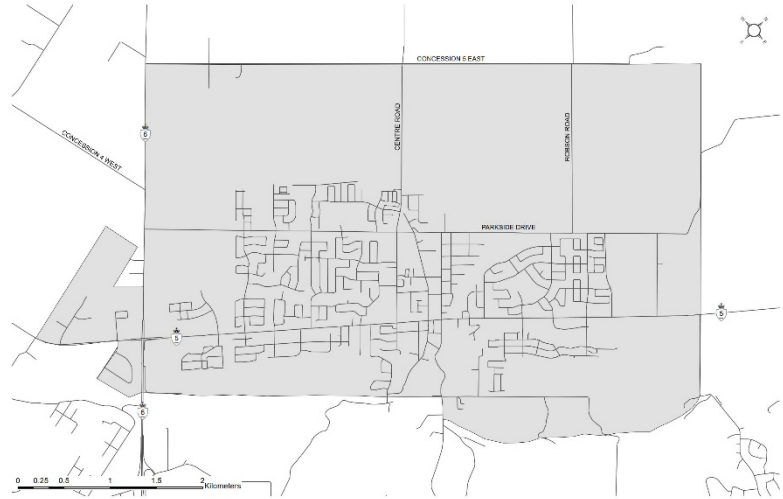 CONCESSION 5 EAST
CENTRE ROAD
ROBSON ROAD
6
CONCESSION 4 WEST
PARKSIDE DRIVE
5
5
6
0 0.25 0.5 1 1.5 2
Kilometers